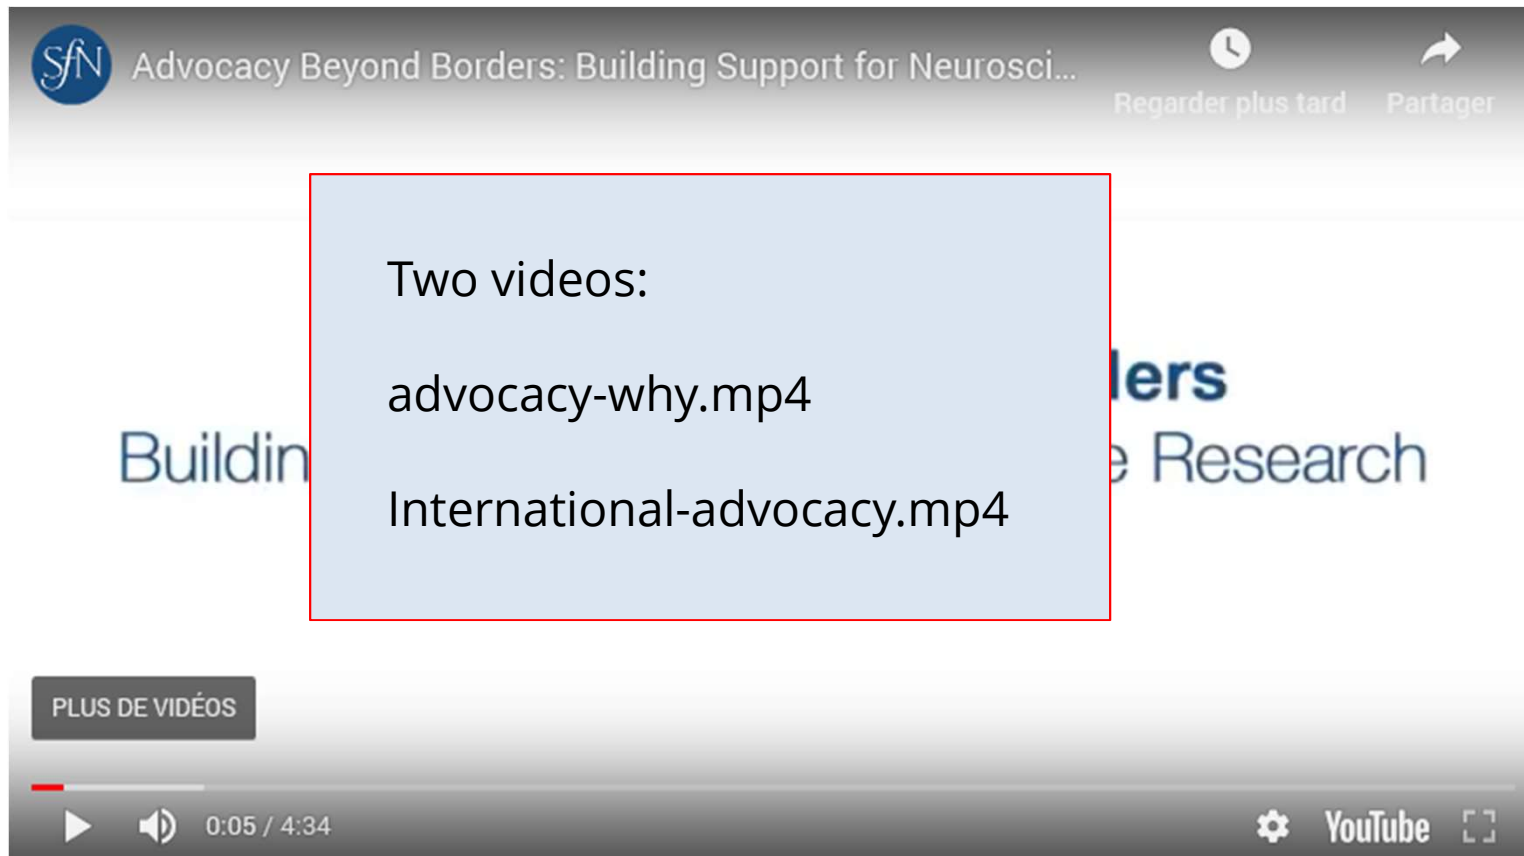 SfN
Advocacy Beyond Borders: Building Support for Neurosci...
Regarder plus tard
Partager
Two videos:
advocacy-why.mp4
International-advocacy.mp4
ers
Buildin
Research
PLUS DE VIDÉOS
0:05 / 4:34
YouTube